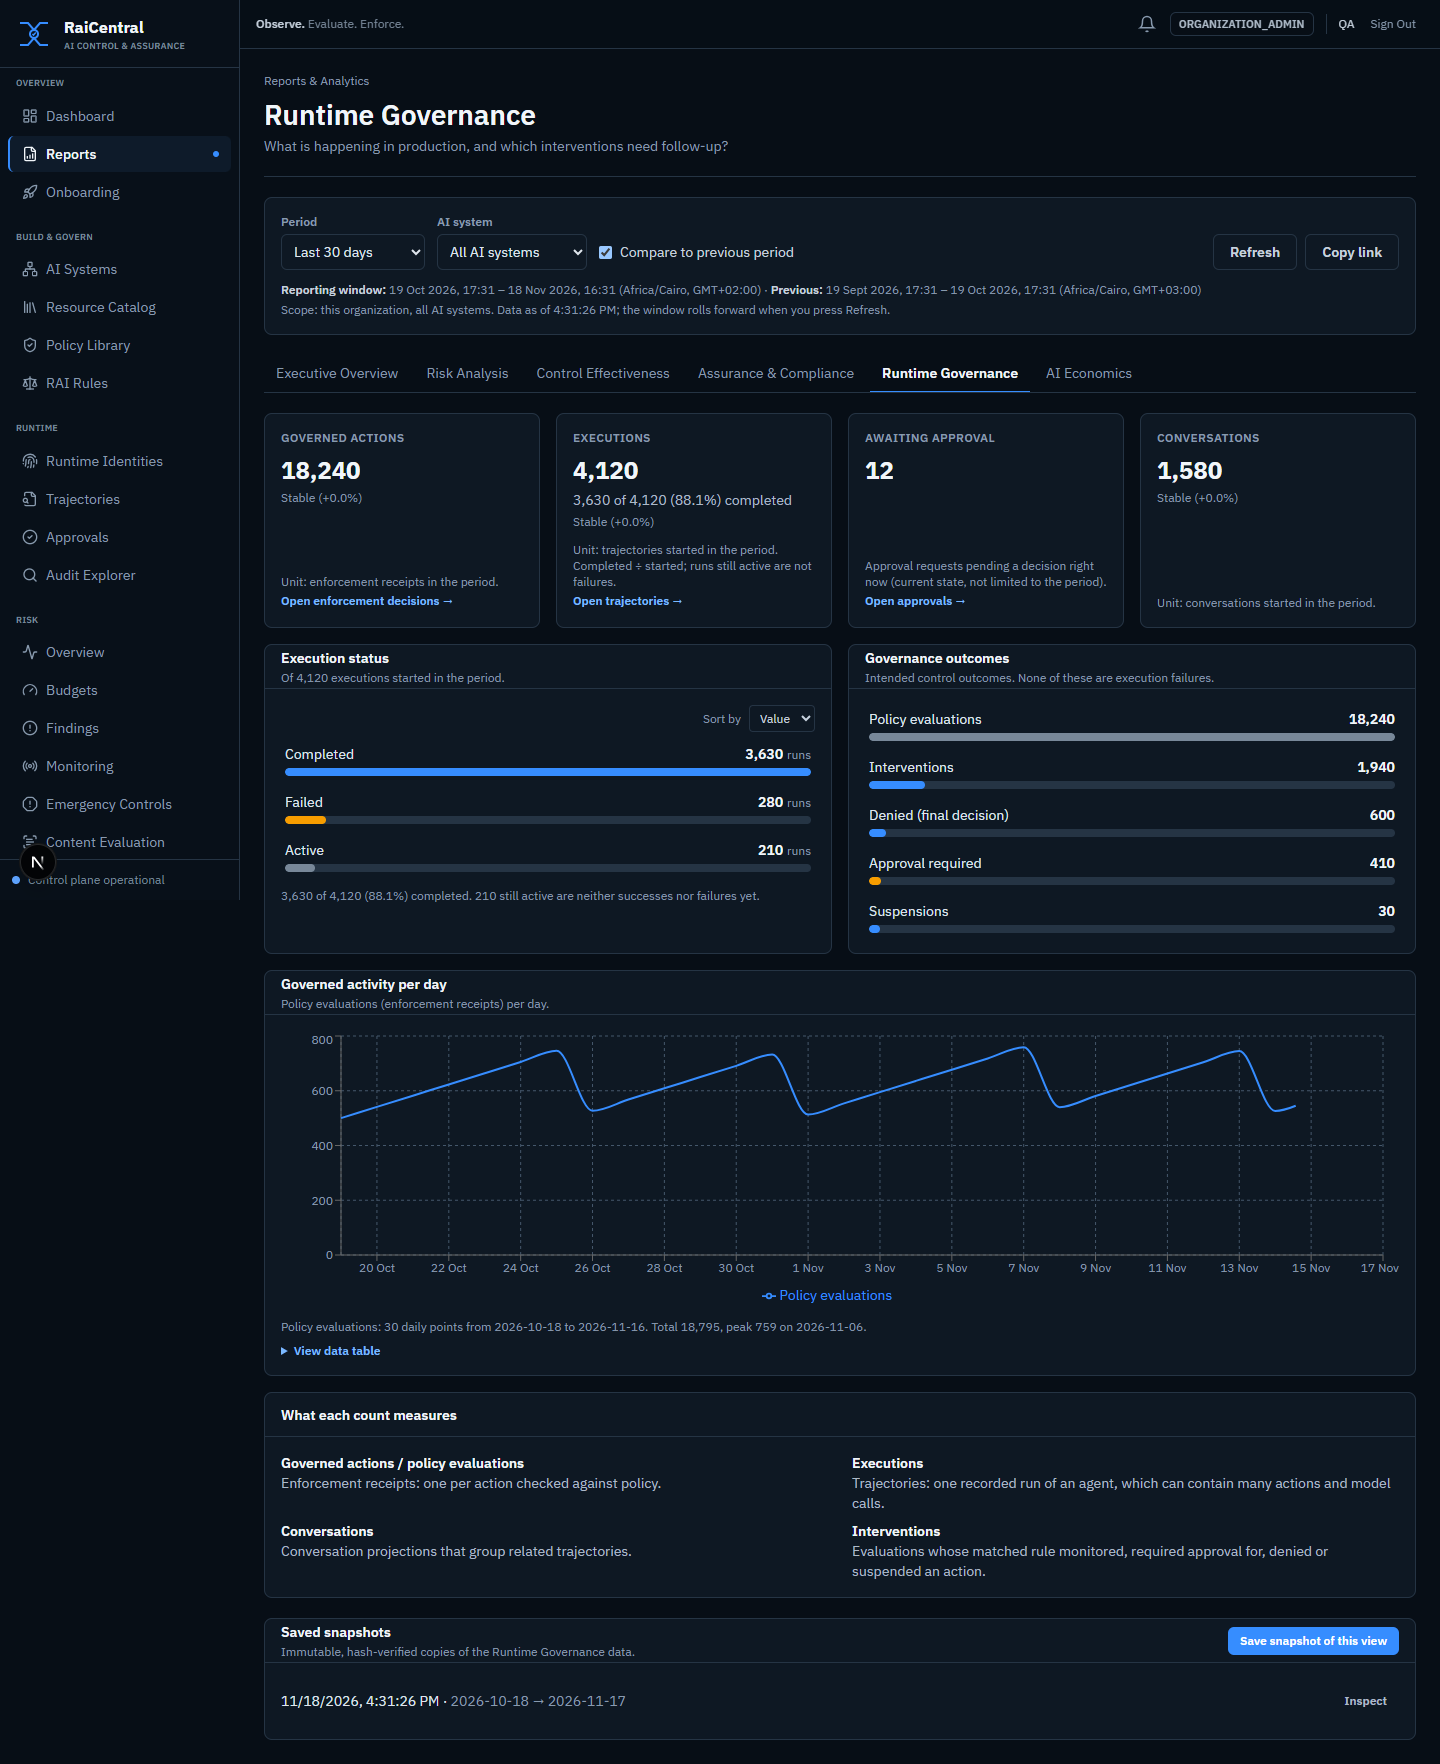 RaiCentral
AI CONTROL & ASSURANCE
Observe. Evaluate. Enforce.
ORGANIZATION_ADMIN
QA
Sign Out
OVERVIEW
Dashboard
Reports
Onboarding
BUILD & GOVERN
AI Systems
Resource Catalog
Policy Library
RAI Rules
RUNTIME
Runtime Identities
Trajectories
Approvals
Audit Explorer
RISK
Overview
Budgets
Findings
Monitoring
Emergency Controls
Content Evaluation
N
Control plane operational
Reports & Analytics
Runtime Governance
What is happening in production, and which interventions need follow-up?
Period
AI system
Last 30 days
All AI systems
Compare to previous period
Refresh
Copy link
Reporting window: 19 Oct 2026, 17:31 – 18 Nov 2026, 16:31 (Africa/Cairo, GMT+02:00) · Previous: 19 Sept 2026, 17:31 – 19 Oct 2026, 17:31 (Africa/Cairo, GMT+03:00)
Scope: this organization, all AI systems. Data as of 4:31:26 PM; the window rolls forward when you press Refresh.
Executive Overview
Risk Analysis
Control Effectiveness
Assurance & Compliance
Runtime Governance
AI Economics
GOVERNED ACTIONS
18,240
Stable (+0.0%)
Unit: enforcement receipts in the period.
Open enforcement decisions →
EXECUTIONS
4,120
3,630 of 4,120 (88.1%) completed
Stable (+0.0%)
Unit: trajectories started in the period.
Completed ÷ started; runs still active are not
failures.
Open trajectories →
AWAITING APPROVAL
12
Approval requests pending a decision right
now (current state, not limited to the period).
Open approvals →
CONVERSATIONS
1,580
Stable (+0.0%)
Unit: conversations started in the period.
Execution status
Of 4,120 executions started in the period.
Sort by
Value
Completed
3,630 runs
Failed
280 runs
Active
210 runs
3,630 of 4,120 (88.1%) completed. 210 still active are neither successes nor failures yet.
Governance outcomes
Intended control outcomes. None of these are execution failures.
Policy evaluations
18,240
Interventions
1,940
Denied (final decision)
600
Approval required
410
Suspensions
30
Governed activity per day
Policy evaluations (enforcement receipts) per day.
800
600
400
200
0
20 Oct
22 Oct
24 Oct
26 Oct
28 Oct
30 Oct
1 Nov
3 Nov
5 Nov
7 Nov
9 Nov
11 Nov
13 Nov
15 Nov
17 Nov
Policy evaluations
Policy evaluations: 30 daily points from 2026-10-18 to 2026-11-16. Total 18,795, peak 759 on 2026-11-06.
View data table
What each count measures
Governed actions / policy evaluations
Enforcement receipts: one per action checked against policy.
Executions
Trajectories: one recorded run of an agent, which can contain many actions and model
calls.
Conversations
Conversation projections that group related trajectories.
Interventions
Evaluations whose matched rule monitored, required approval for, denied or
suspended an action.
Saved snapshots
Immutable, hash-verified copies of the Runtime Governance data.
Save snapshot of this view
11/18/2026, 4:31:26 PM · 2026-10-18 → 2026-11-17
Inspect